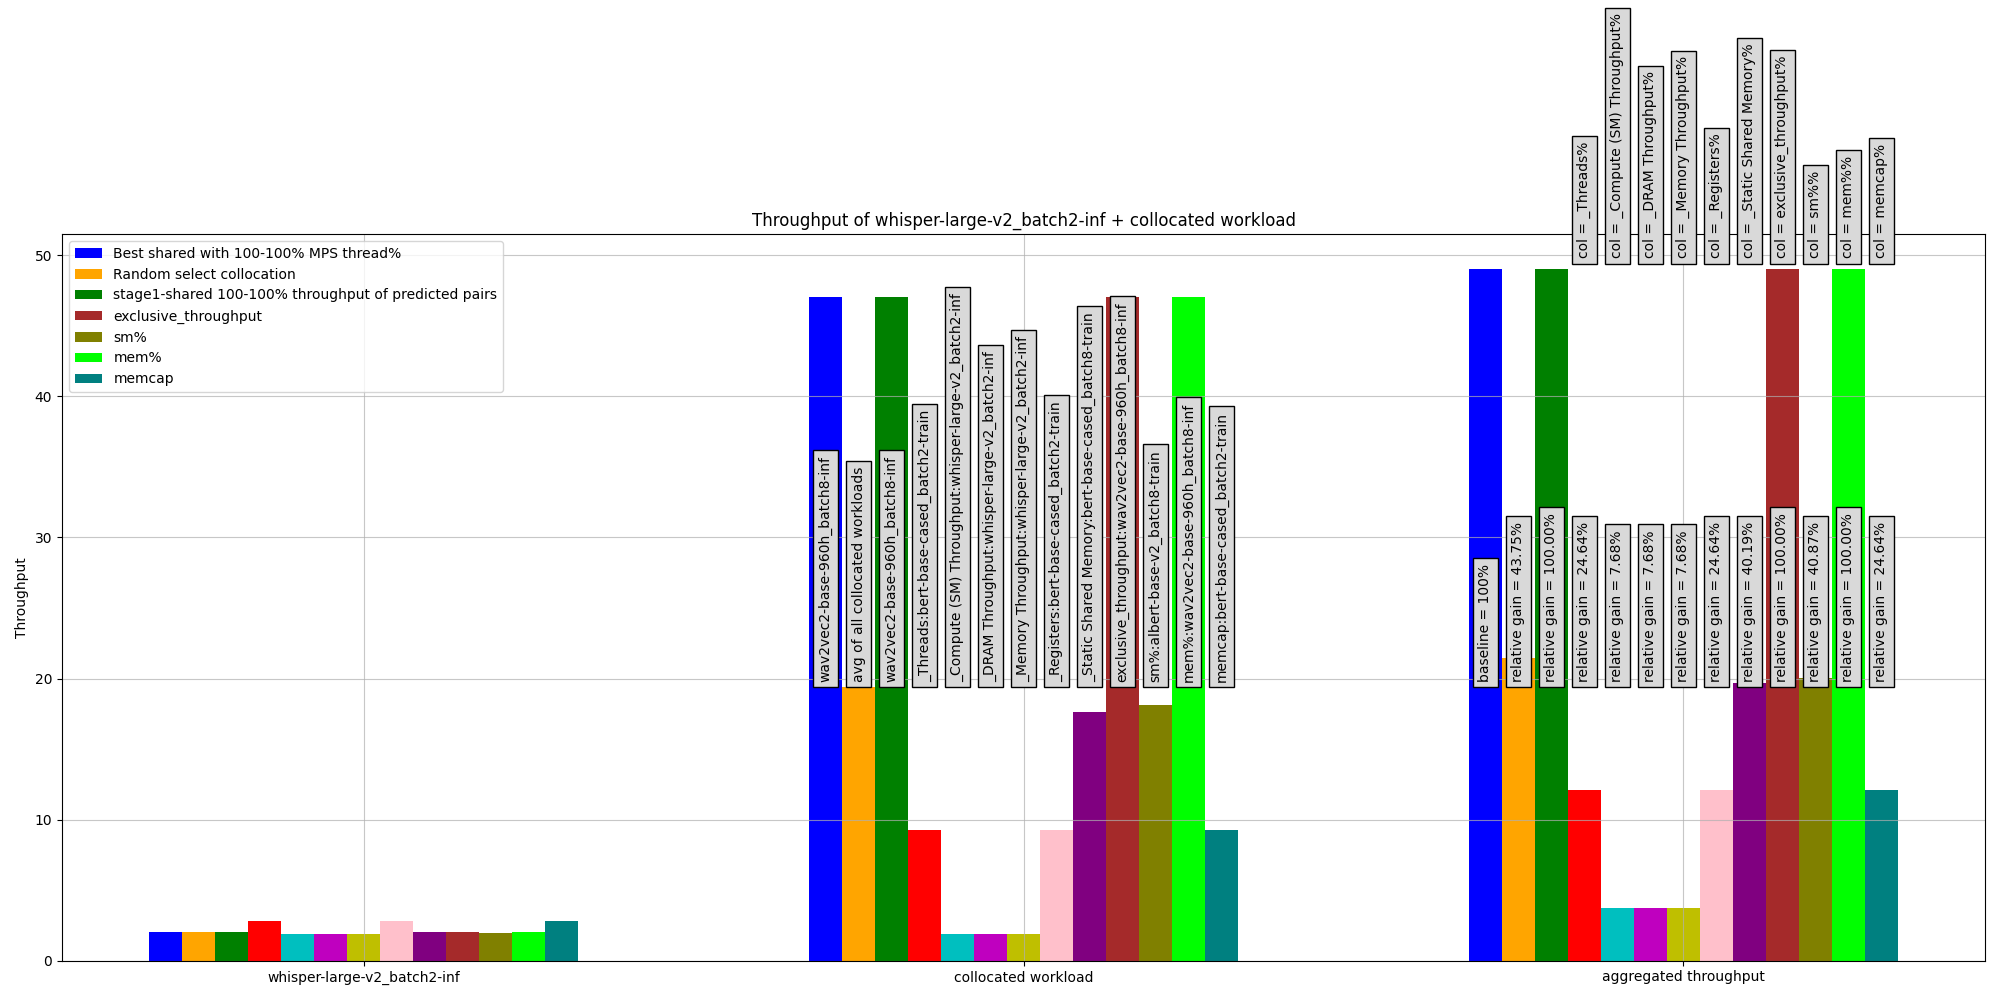 col = _Threads%
col = _Compute (SM) Throughput%
col = _DRAM Throughput%
col = _Memory Throughput%
col = _Registers%
col = _Static Shared Memory%
col = exclusive_throughput%
col = sm%%
col = mem%%
col = memcap%
Throughput of whisper-large-v2_batch2-inf + collocated workload
Best shared with 100-100% MPS thread%
Random select collocation
stage1-shared 100-100% throughput of predicted pairs
exclusive_throughput
sm%
mem%
memcap
Throughput
50
40
30
20
10
0
wav2vec2-base-960h_batch8-inf
avg of all collocated workloads
wav2vec2-base-960h_batch8-inf
_Threads:bert-base-cased_batch2-train
_Compute (SM) Throughput:whisper-large-v2_batch2-inf
_DRAM Throughput:whisper-large-v2_batch2-inf
_Memory Throughput:whisper-large-v2_batch2-inf
_Registers:bert-base-cased_batch2-train
_Static Shared Memory:bert-base-cased_batch8-train
exclusive_throughput:wav2vec2-base-960h_batch8-inf
sm%:albert-base-v2_batch8-train
mem%:wav2vec2-base-960h_batch8-inf
memcap:bert-base-cased_batch2-train
baseline = 100%
relative gain = 43.75%
relative gain = 100.00%
relative gain = 24.64%
relative gain = 7.68%
relative gain = 7.68%
relative gain = 7.68%
relative gain = 24.64%
relative gain = 40.19%
relative gain = 100.00%
relative gain = 40.87%
relative gain = 100.00%
relative gain = 24.64%
whisper-large-v2_batch2-inf
collocated workload
aggregated throughput